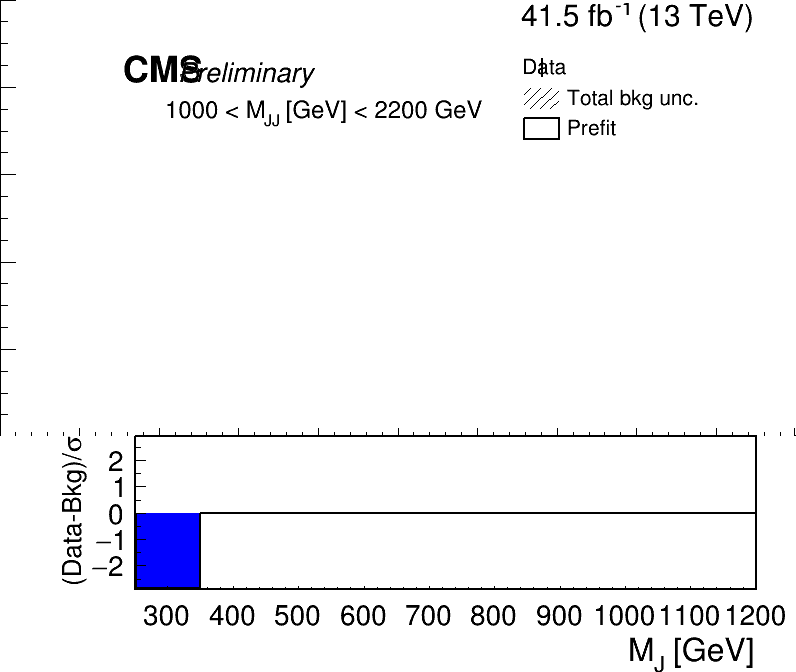 41.5 fb-1 (13 TeV)
CMS Preliminary
1000 < MJJ [GeV] < 2200 GeV
Data
Total bkg unc.
Prefit
(Data-Bkg)/σ
2
1
0
−1
−2
300 400 500 600 700 800 900 1000 1100 1200
MJ [GeV]